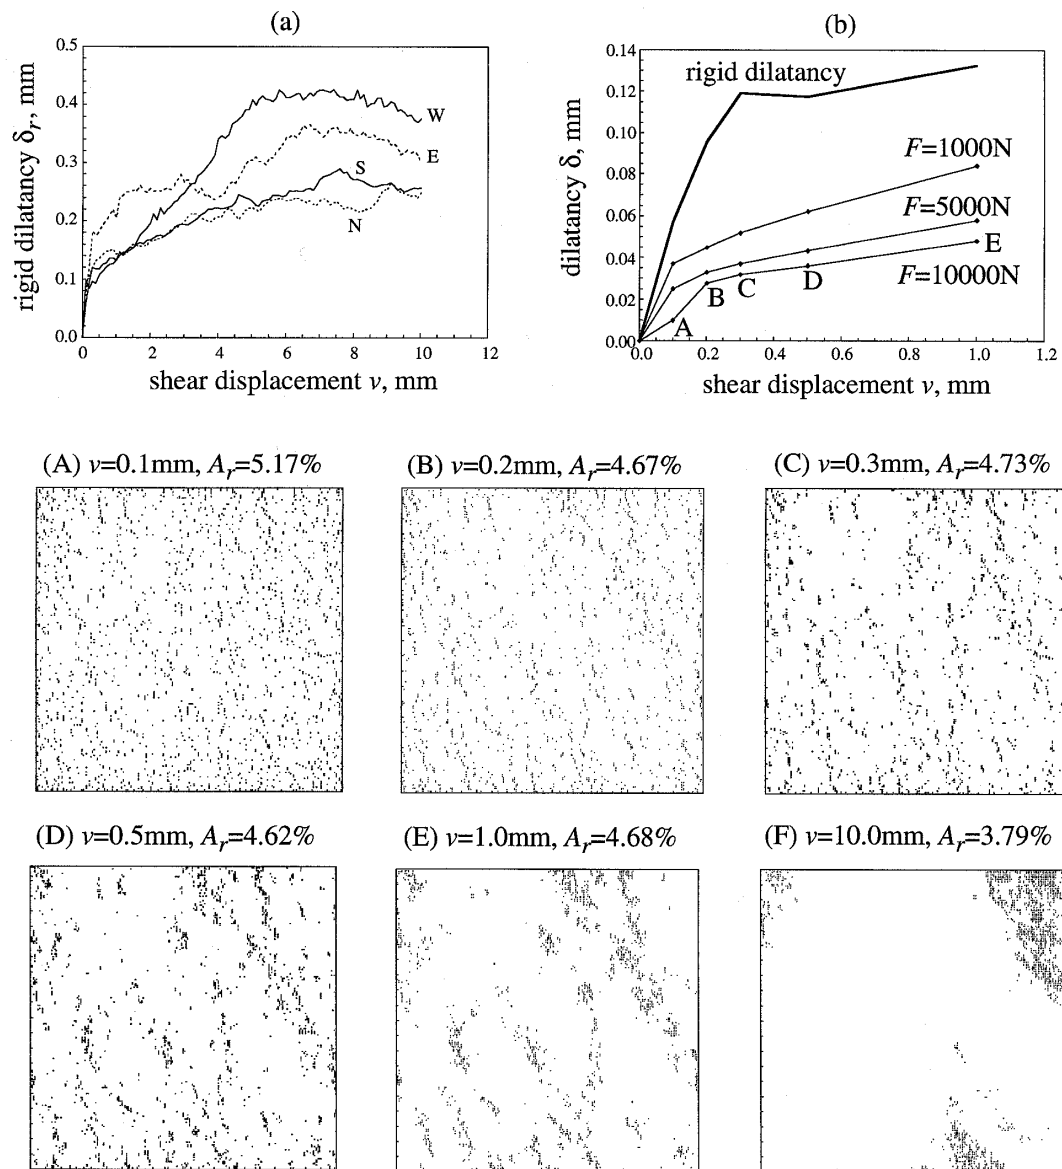 (a)
rigid dilatancy δr, mm
0.5
0.4
0.3
0.2
0.1
0.0
W
E
S
N
0 2 4 6 8 10 12
shear displacement v, mm
(b)
dilatancy δ, mm
0.14
0.12
0.10
0.08
0.06
0.04
0.02
0.00
rigid dilatancy
F=1000N
F=5000N
E
F=10000N
A
B
C
D
0.0 0.2 0.4 0.6 0.8 1.0 1.2
shear displacement v, mm
(A) v=0.1mm, Ar=5.17%
(B) v=0.2mm, Ar=4.67%
(C) v=0.3mm, Ar=4.73%
(D) v=0.5mm, Ar=4.62%
(E) v=1.0mm, Ar=4.68%
(F) v=10.0mm, Ar=3.79%